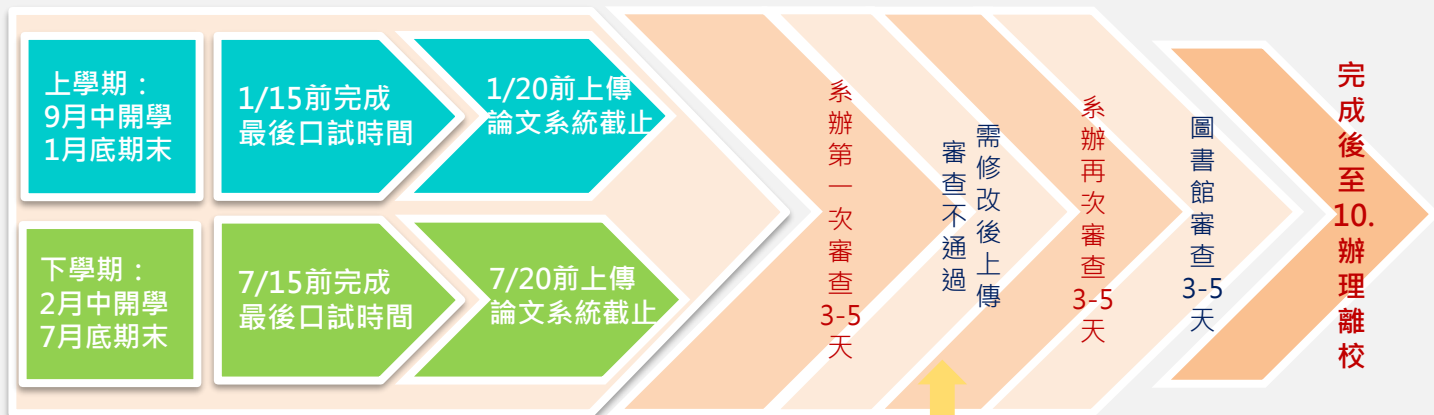 上學期：
9月中開學
1月底期末
1/15前完成
最後口試時間
1/20前上傳
論文系統截止
下學期：
2月中開學
7月底期末
7/15前完成
最後口試時間
7/20前上傳
論文系統截止
系辦第一次審查3-5天
審查不通過
需修改後上傳
系辦再次審查3-5天
圖書館審查3-5天
完成後至10.辦理離校